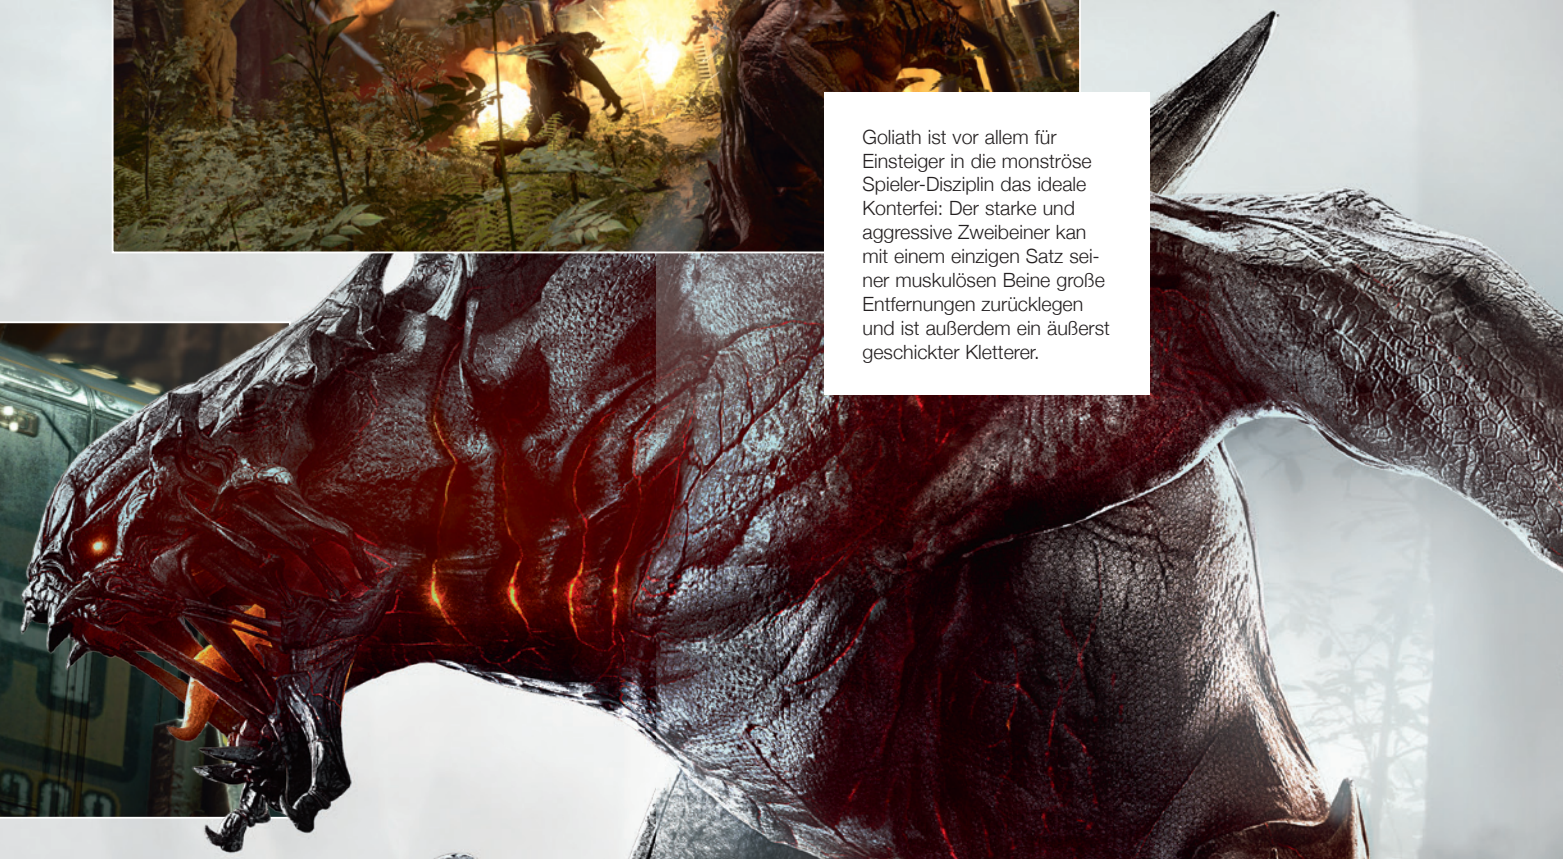 Goliath ist vor allem für
Einsteiger in die monströse
Spieler-Disziplin das ideale
Konterfei: Der starke und
aggressive Zweibeiner kan
mit einem einzigen Satz sei-
ner muskulösen Beine große
Entfernungen zurücklegen
und ist außerdem ein äußerst
geschickter Kletterer.